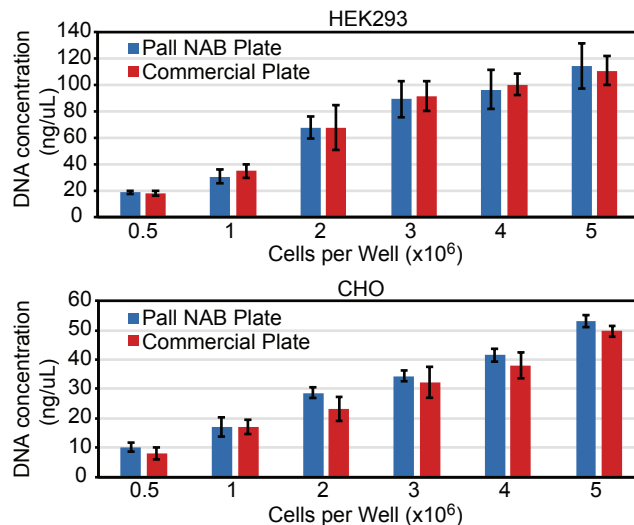 HEK293
140
120
100
80
60
40
20
0
DNA concentration
(ng/uL)
Pall NAB Plate
Commercial Plate
0.5 1 2 3 4 5
Cells per Well (x10⁶)
CHO
60
50
40
30
20
10
0
DNA concentration
(ng/uL)
Pall NAB Plate
Commercial Plate
0.5 1 2 3 4 5
Cells per Well (x10⁶)